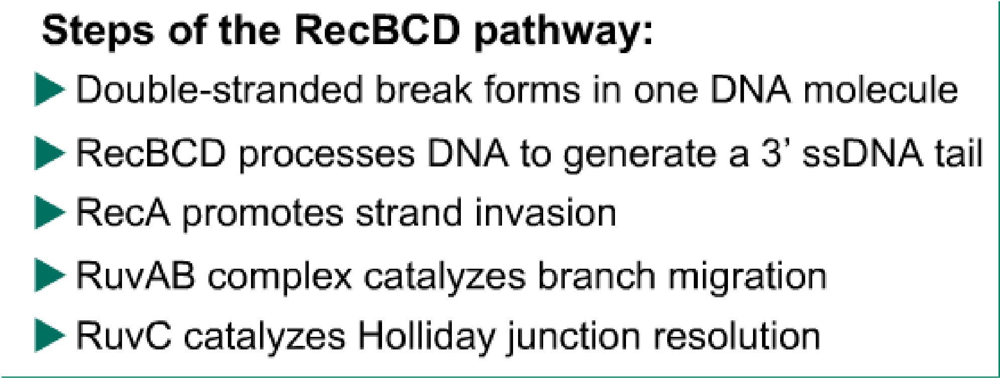 Steps of the RecBCD pathway:
Double-stranded break forms in one DNA molecule
RecBCD processes DNA to generate a 3’ ssDNA tail
RecA promotes strand invasion
RuvAB complex catalyzes branch migration
RuvC catalyzes Holliday junction resolution